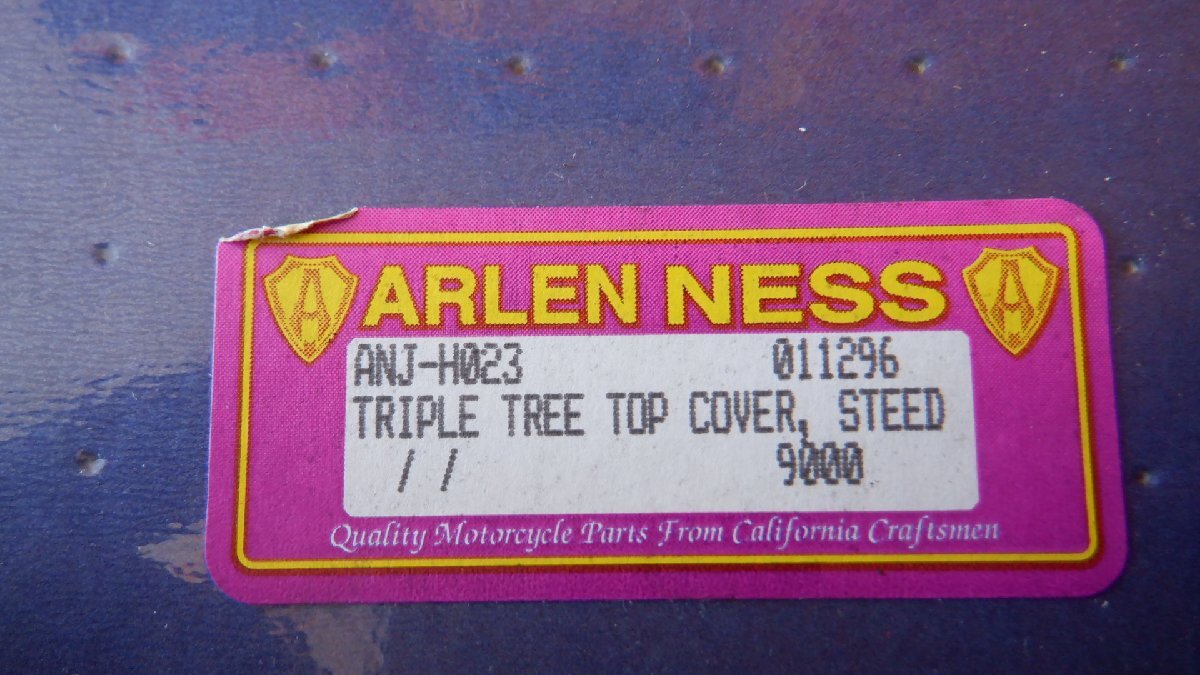 A ARLEN NESS A
ANJ-H023 011296
TRIPLE TREE TOP COVER, STEED
/ / 9000
Quality Motorcycle Parts From California Craftsmen